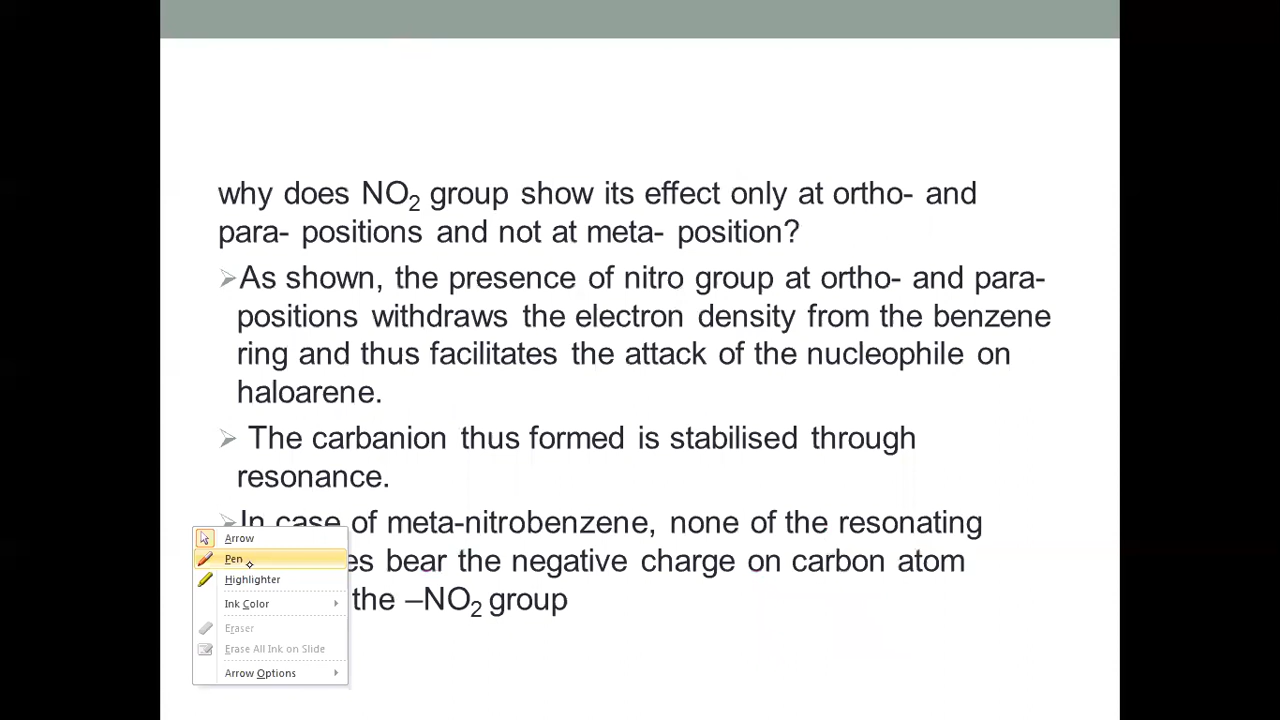 why does NO₂ group show its effect only at ortho- and
para- positions and not at meta- position?
➢As shown, the presence of nitro group at ortho- and para-
positions withdraws the electron density from the benzene
ring and thus facilitates the attack of the nucleophile on
haloarene.
➢ The carbanion thus formed is stabilised through
resonance.
➢In case of meta-nitrobenzene, none of the resonating
es bear the negative charge on carbon atom
the –NO₂ group
Arrow
Pen
Highlighter
Ink Color
Eraser
Erase All Ink on Slide
Arrow Options